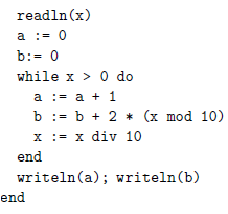 readln(x)
a := 0
b:= 0
while x > 0 do
a := a + 1
b := b + 2 * (x mod 10)
x := x div 10
end
writeln(a); writeln(b)
end